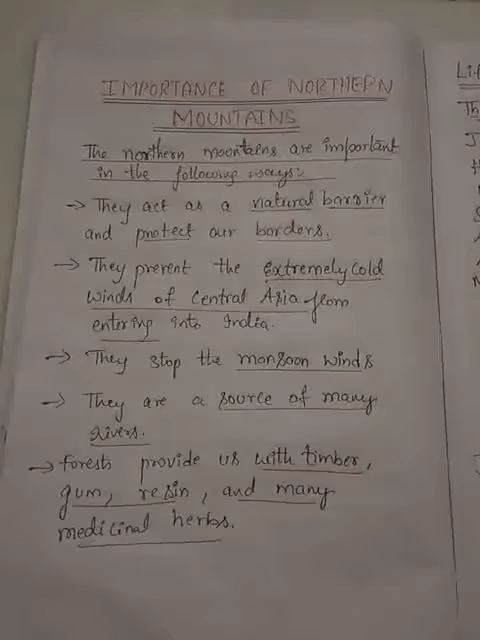 IMPORTANCE OF NORTHERN
MOUNTAINS
The northern mountains are important
in the following ways:-
→ They act as a natural barrier
and protect our borders.
→ They prevent the extremely cold
winds of Central Asia from
entering into India.
→ They stop the monsoon winds
→ They are a source of many
rivers.
→ forests provide us with timber,
gum, resin, and many
medicinal herbs.